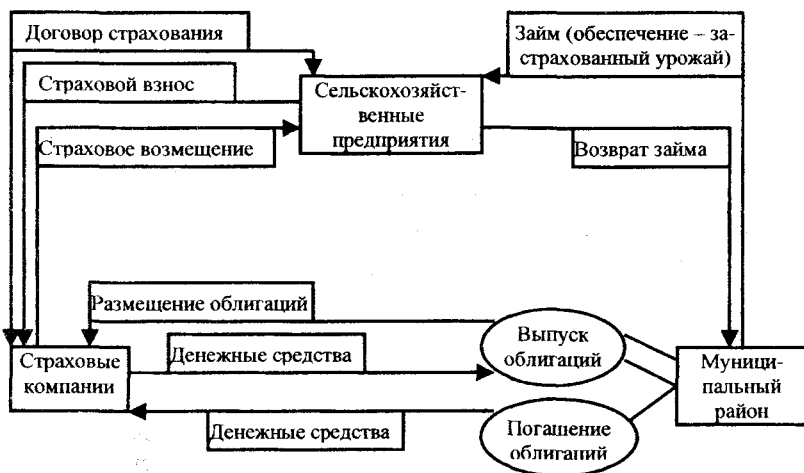 Договор страхования
Займ (обеспечение – за-
страхованный урожай)
Страховой взнос
Сельскохозяйст-
венные
предприятия
Страховое возмещение
Возврат займа
Размещение облигаций
Выпуск
облигаций
Страховые
компании
Денежные средства
Муници-
пальный
район
Денежные средства
Погашение
облигаций